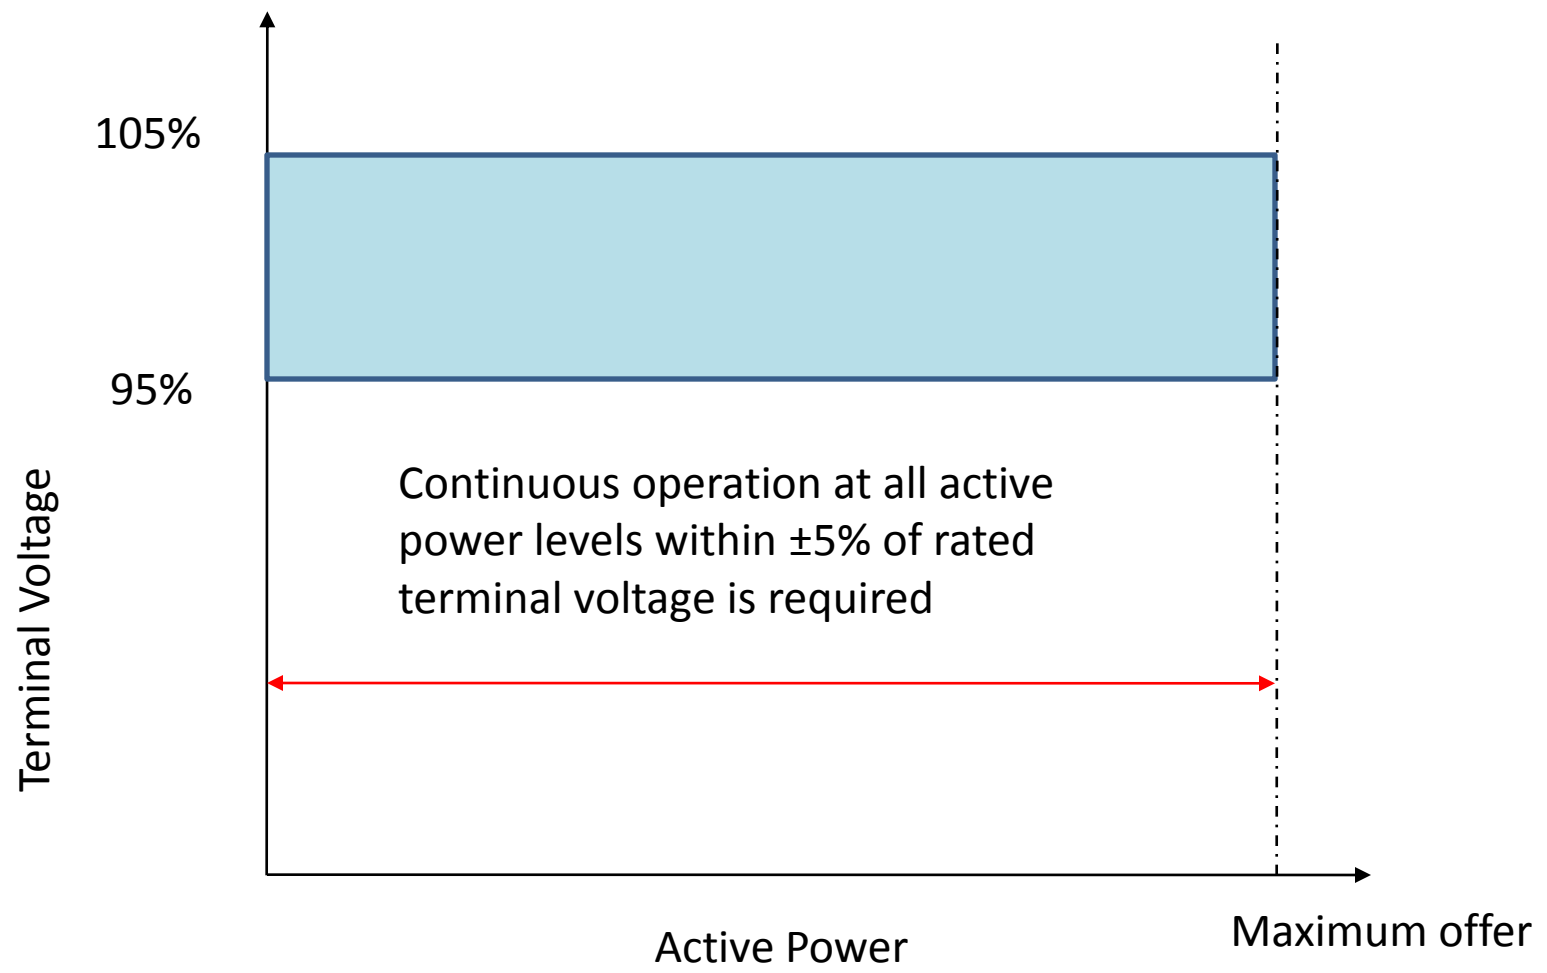 105%
95%
Continuous operation at all active
power levels within ±5% of rated
terminal voltage is required
Terminal Voltage
Active Power
Maximum offer